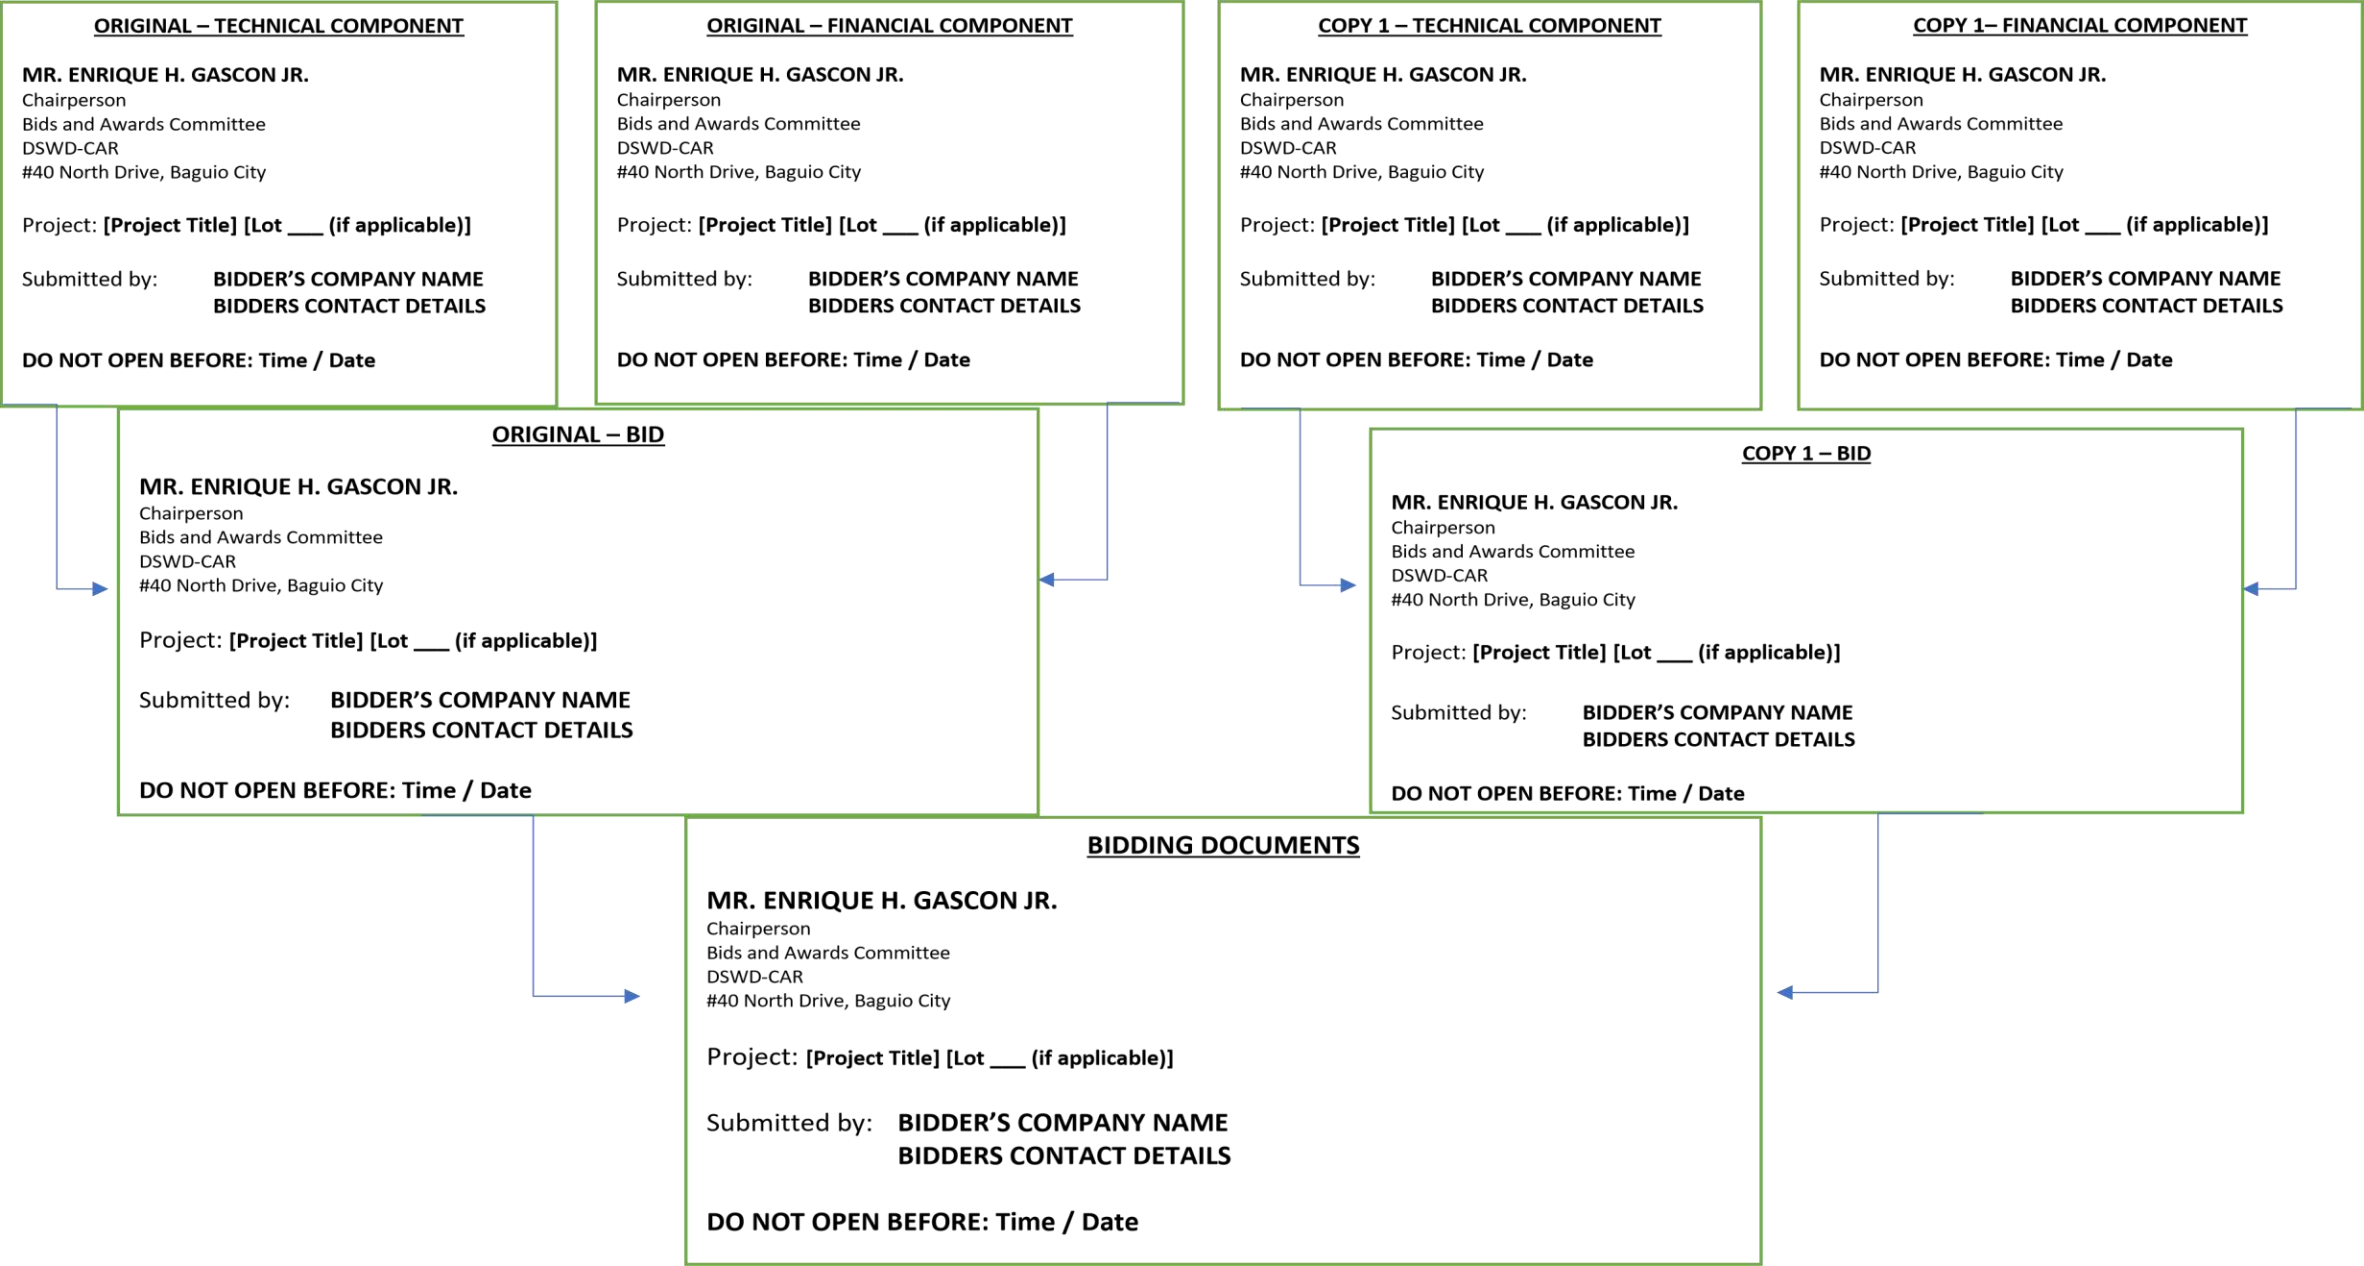 ORIGINAL – TECHNICAL COMPONENT
MR. ENRIQUE H. GASCON JR.
Chairperson
Bids and Awards Committee
DSWD-CAR
#40 North Drive, Baguio City
Project: [Project Title] [Lot ___ (if applicable)]
Submitted by: BIDDER’S COMPANY NAME
BIDDERS CONTACT DETAILS
DO NOT OPEN BEFORE: Time / Date
ORIGINAL – FINANCIAL COMPONENT
MR. ENRIQUE H. GASCON JR.
Chairperson
Bids and Awards Committee
DSWD-CAR
#40 North Drive, Baguio City
Project: [Project Title] [Lot ___ (if applicable)]
Submitted by: BIDDER’S COMPANY NAME
BIDDERS CONTACT DETAILS
DO NOT OPEN BEFORE: Time / Date
COPY 1 – TECHNICAL COMPONENT
MR. ENRIQUE H. GASCON JR.
Chairperson
Bids and Awards Committee
DSWD-CAR
#40 North Drive, Baguio City
Project: [Project Title] [Lot ___ (if applicable)]
Submitted by: BIDDER’S COMPANY NAME
BIDDERS CONTACT DETAILS
DO NOT OPEN BEFORE: Time / Date
COPY 1– FINANCIAL COMPONENT
MR. ENRIQUE H. GASCON JR.
Chairperson
Bids and Awards Committee
DSWD-CAR
#40 North Drive, Baguio City
Project: [Project Title] [Lot ___ (if applicable)]
Submitted by: BIDDER’S COMPANY NAME
BIDDERS CONTACT DETAILS
DO NOT OPEN BEFORE: Time / Date
ORIGINAL – BID
MR. ENRIQUE H. GASCON JR.
Chairperson
Bids and Awards Committee
DSWD-CAR
#40 North Drive, Baguio City
Project: [Project Title] [Lot ___ (if applicable)]
Submitted by: BIDDER’S COMPANY NAME
BIDDERS CONTACT DETAILS
DO NOT OPEN BEFORE: Time / Date
COPY 1 – BID
MR. ENRIQUE H. GASCON JR.
Chairperson
Bids and Awards Committee
DSWD-CAR
#40 North Drive, Baguio City
Project: [Project Title] [Lot ___ (if applicable)]
Submitted by: BIDDER’S COMPANY NAME
BIDDERS CONTACT DETAILS
DO NOT OPEN BEFORE: Time / Date
BIDDING DOCUMENTS
MR. ENRIQUE H. GASCON JR.
Chairperson
Bids and Awards Committee
DSWD-CAR
#40 North Drive, Baguio City
Project: [Project Title] [Lot ___ (if applicable)]
Submitted by: BIDDER’S COMPANY NAME
BIDDERS CONTACT DETAILS
DO NOT OPEN BEFORE: Time / Date